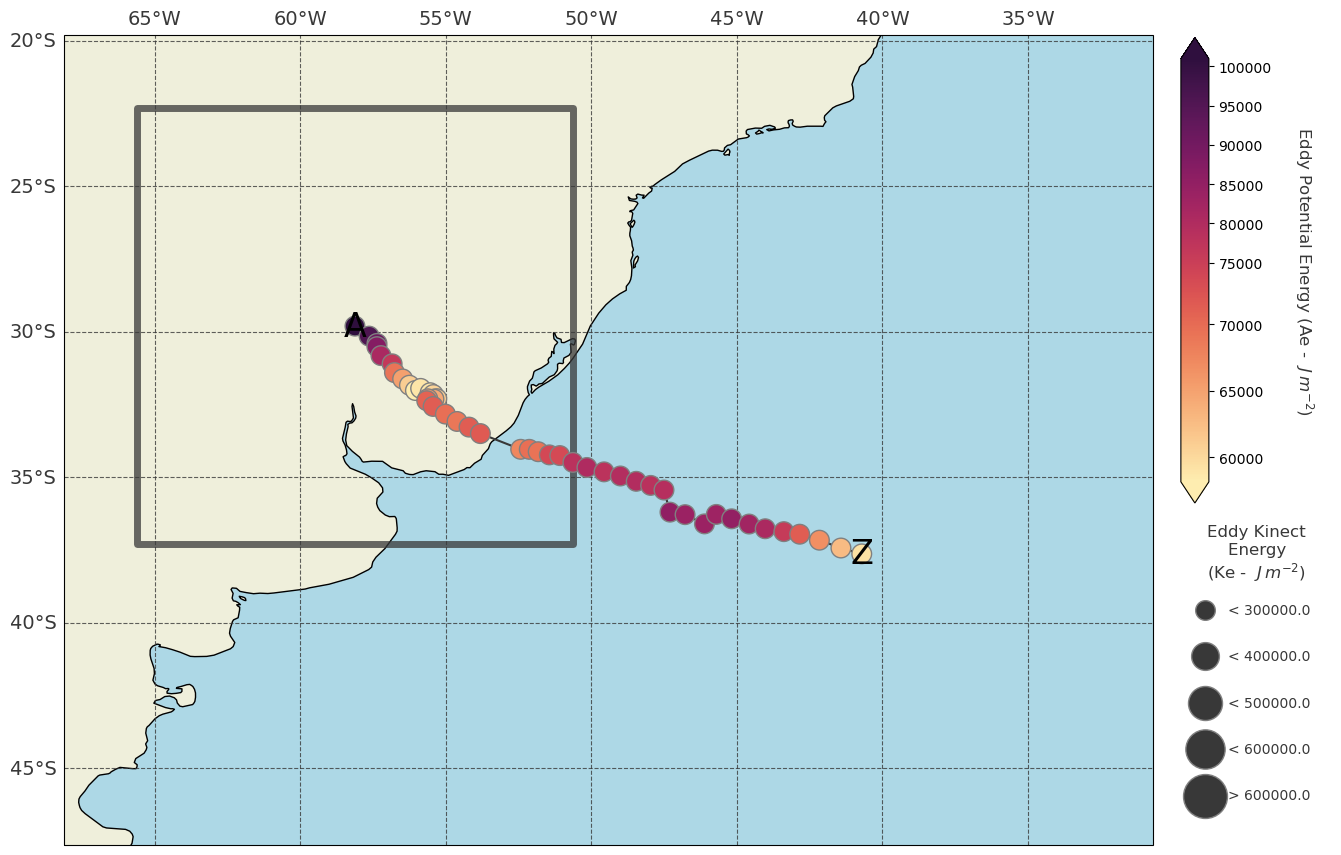 65°W 60°W 55°W 50°W 45°W 40°W 35°W
20°S
25°S
30°S
35°S
40°S
45°S
A
Z
100000
95000
90000
85000
80000
75000
70000
65000
60000
Eddy Potential Energy (Ae - J m⁻²)
Eddy Kinect
Energy
(Ke - J m⁻²)
< 300000.0
< 400000.0
< 500000.0
< 600000.0
> 600000.0